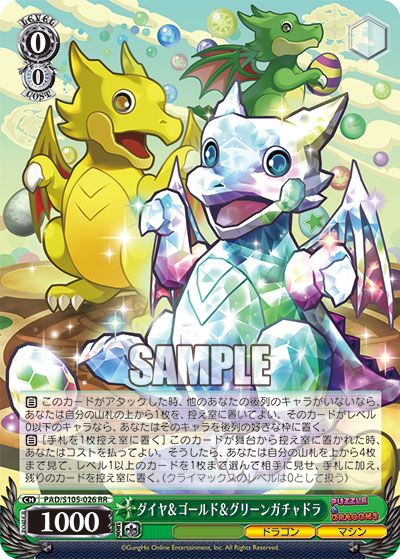 LEVEL
0
0
COST
SAMPLE
自 このカードがアタックした時、他のあなたの後列のキャラがいないなら、
あなたは自分の山札の上から1枚を、控え室に置いてよい。そのカードがレベル
0以下のキャラなら、あなたはそのキャラを後列の好きな枠に置く。
自 [手札を1枚控え室に置く] このカードが舞台から控え室に置かれた時、
あなたはコストを払ってよい。そうしたら、あなたは自分の山札の上から4枚
まで見て、レベル1以上のカードを1枚まで選んで相手に見せ、手札に加え、
残りのカードを控え室に置く。(クライマックスのレベルは0として扱う)
CH PAD/S105-026 RR
ダイヤ&ゴールド&グリーンガチャドラ
PUZZLE & DRAGONS
1000
ドラゴン
マシン
©GungHo Online Entertainment, Inc. All Rights Reserved.